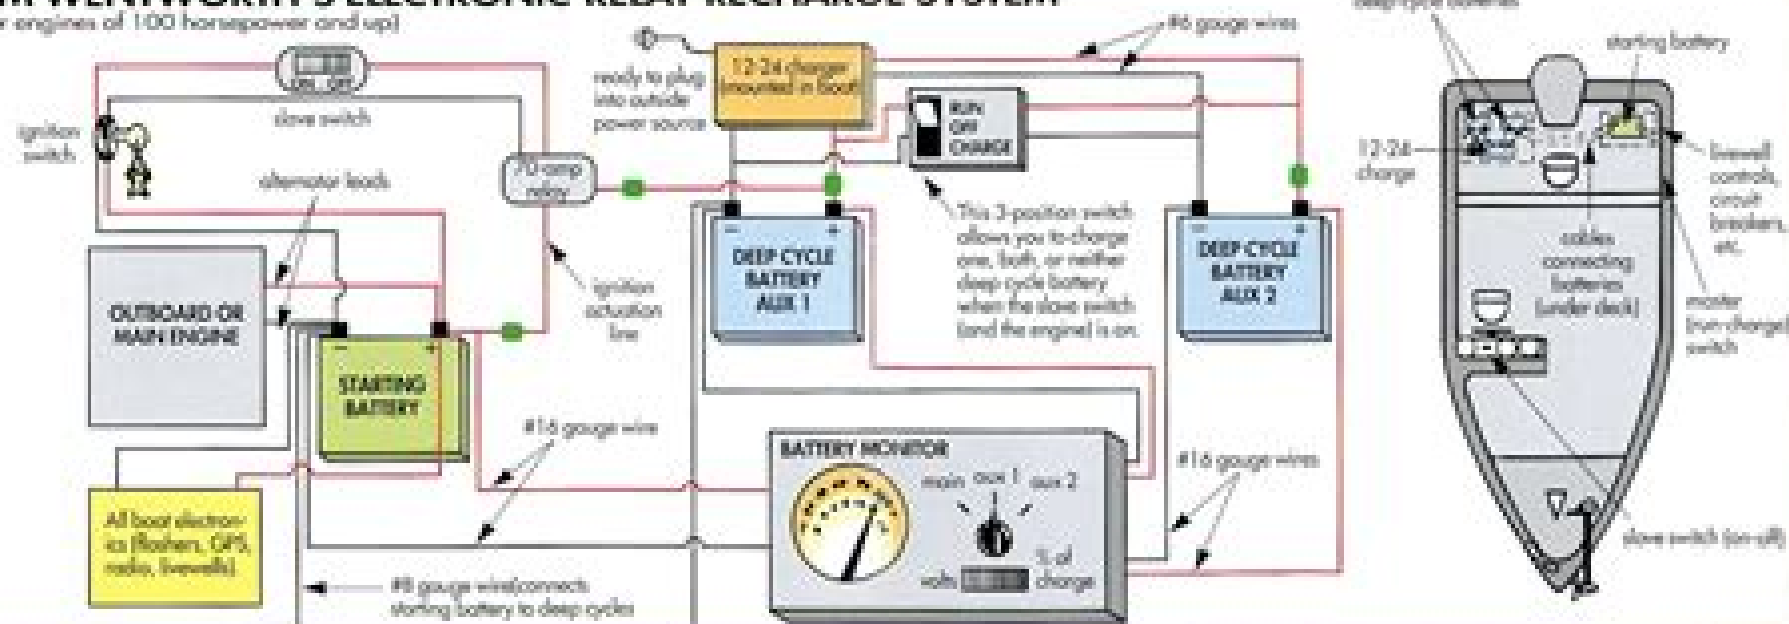 WENTWORTH'S ELECTRONIC RELAY RECHARGE SYSTEM
engines of 100 horsepower and up)
ON OFF
slave switch
ignition
switch
alternator leads
70-amp
relay
ignition
actuation
line
OUTBOARD OR
MAIN ENGINE
-
+
STARTING
BATTERY
All boat electron-
ics (flashers, GPS,
radio, livewells).
#16 gauge wire
#8 gauge wire(connects
starting battery to deep cycles
ready to plug
into outside
power source
12-24 charger
(mounted in boat)
#6 gauge wires
RUN
OFF
CHARGE
This 3-position switch
allows you to charge
one, both, or neither
deep cycle battery
when the slave switch
(and the engine) is on.
-
+
DEEP CYCLE
BATTERY
AUX 1
-
+
DEEP CYCLE
BATTERY
AUX 2
BATTERY MONITOR
main aux 1 aux 2
volts
% of
charge
#16 gauge wires
deep cycle batteries
starting battery
12-24
charge
livewell
controls,
circuit
breakers,
etc.
cables
connecting
batteries
(under deck)
master
(run-charge)
switch
slave switch (on-off)